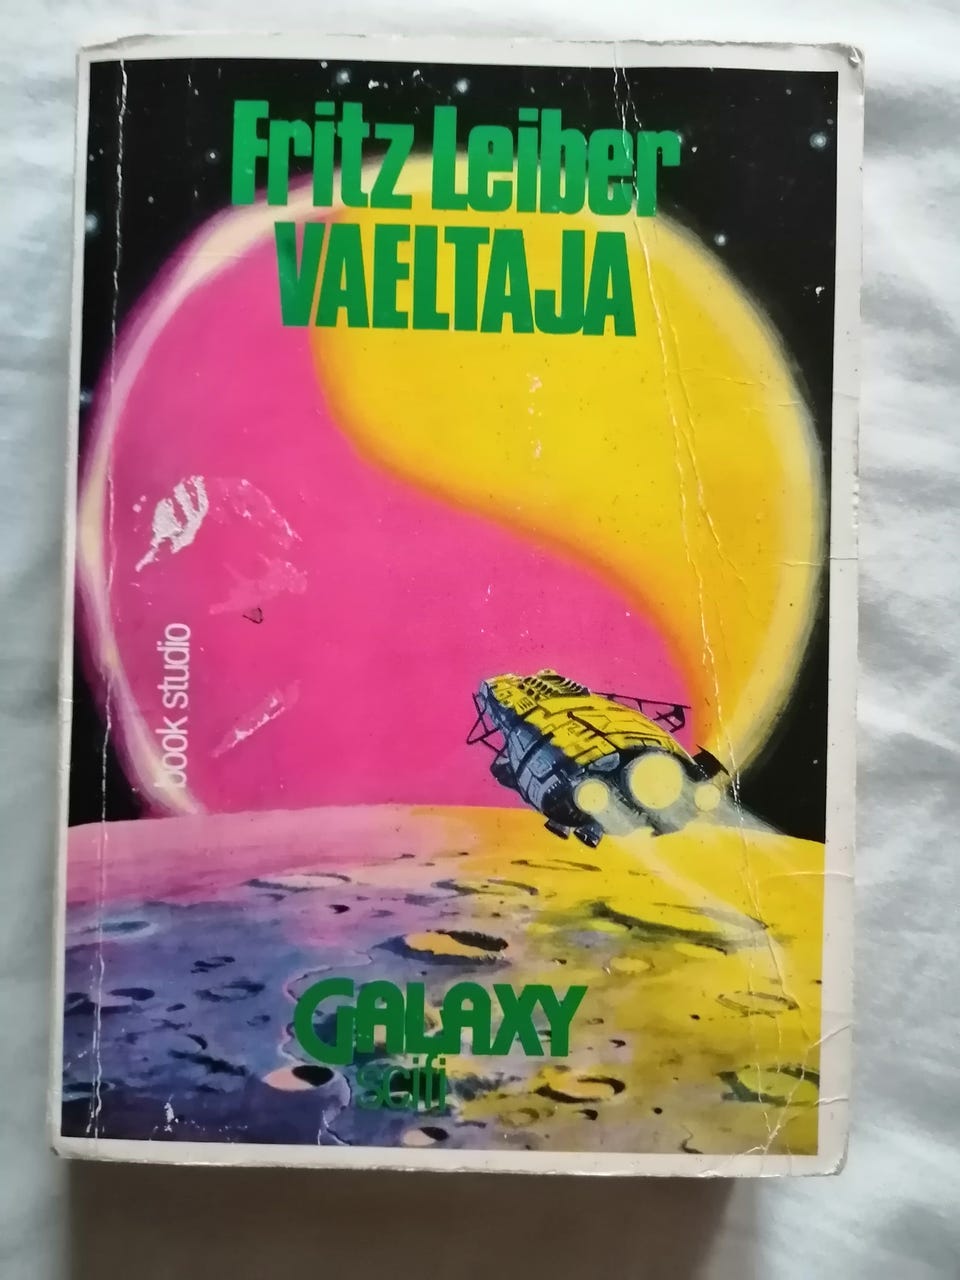 Fritz Leiber
VAELTAJA
book studio
GALAXY
scifi